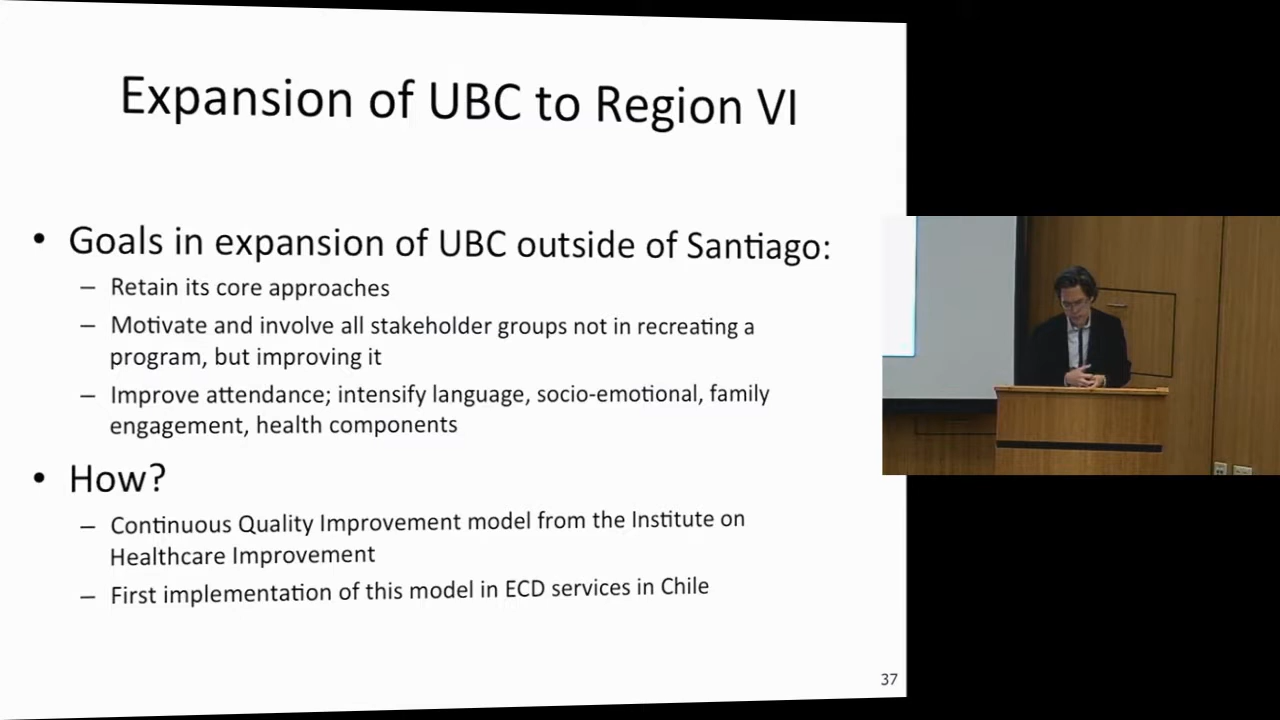 Expansion of UBC to Region VI
• Goals in expansion of UBC outside of Santiago:
– Retain its core approaches
– Motivate and involve all stakeholder groups not in recreating a
program, but improving it
– Improve attendance; intensify language, socio-emotional, family
engagement, health components
• How?
– Continuous Quality Improvement model from the Institute on
Healthcare Improvement
– First implementation of this model in ECD services in Chile
37